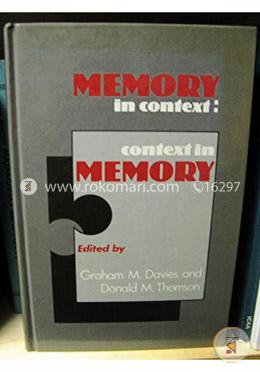 MEMORY
in context:
context in
MEMORY
www.rokomari.com 16297
Edited by
Graham M. Davies and
Donald M. Thomson